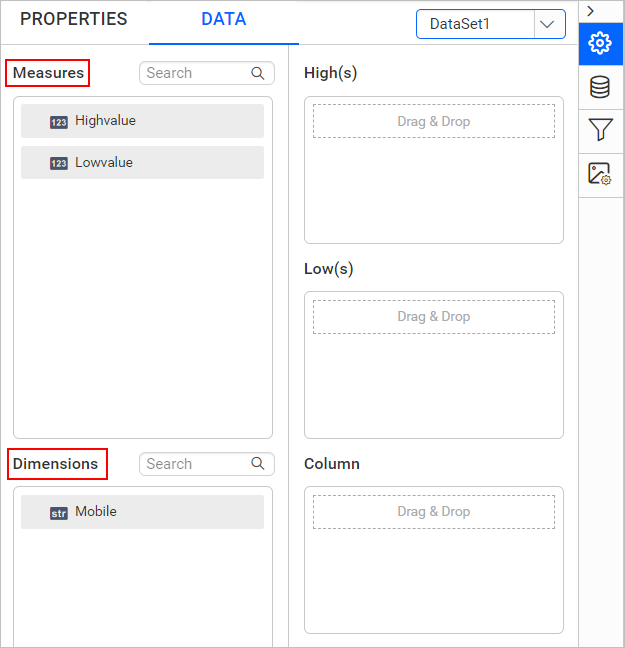 PROPERTIES
DATA
DataSet1
Measures
Search
123 Highvalue
123 Lowvalue
Dimensions
Search
str Mobile
High(s)
Drag & Drop
Low(s)
Drag & Drop
Column
Drag & Drop